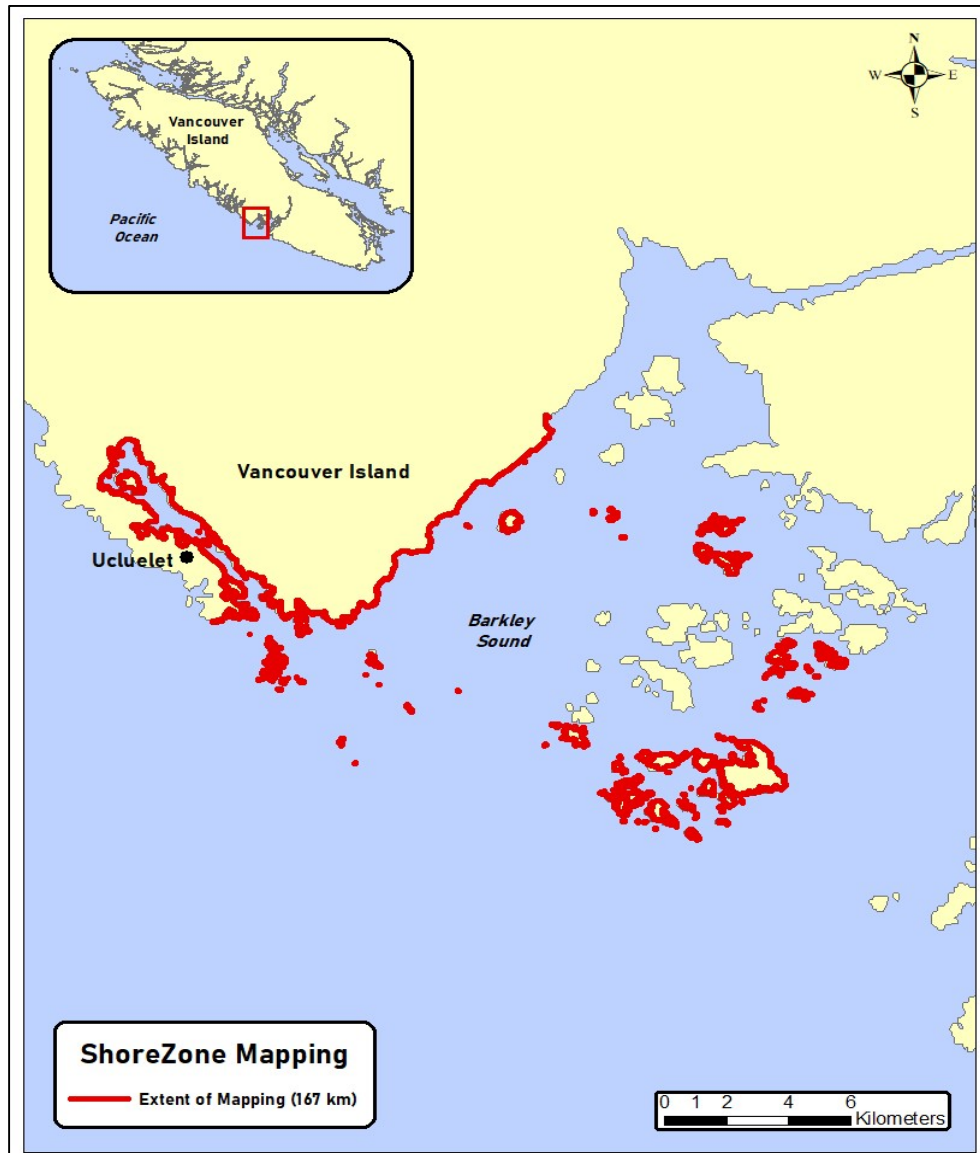 N
W E
S
Vancouver
Island
Pacific
Ocean
Vancouver Island
Ucluelet
Barkley
Sound
ShoreZone Mapping
Extent of Mapping (167 km)
0 1 2 4 6
Kilometers